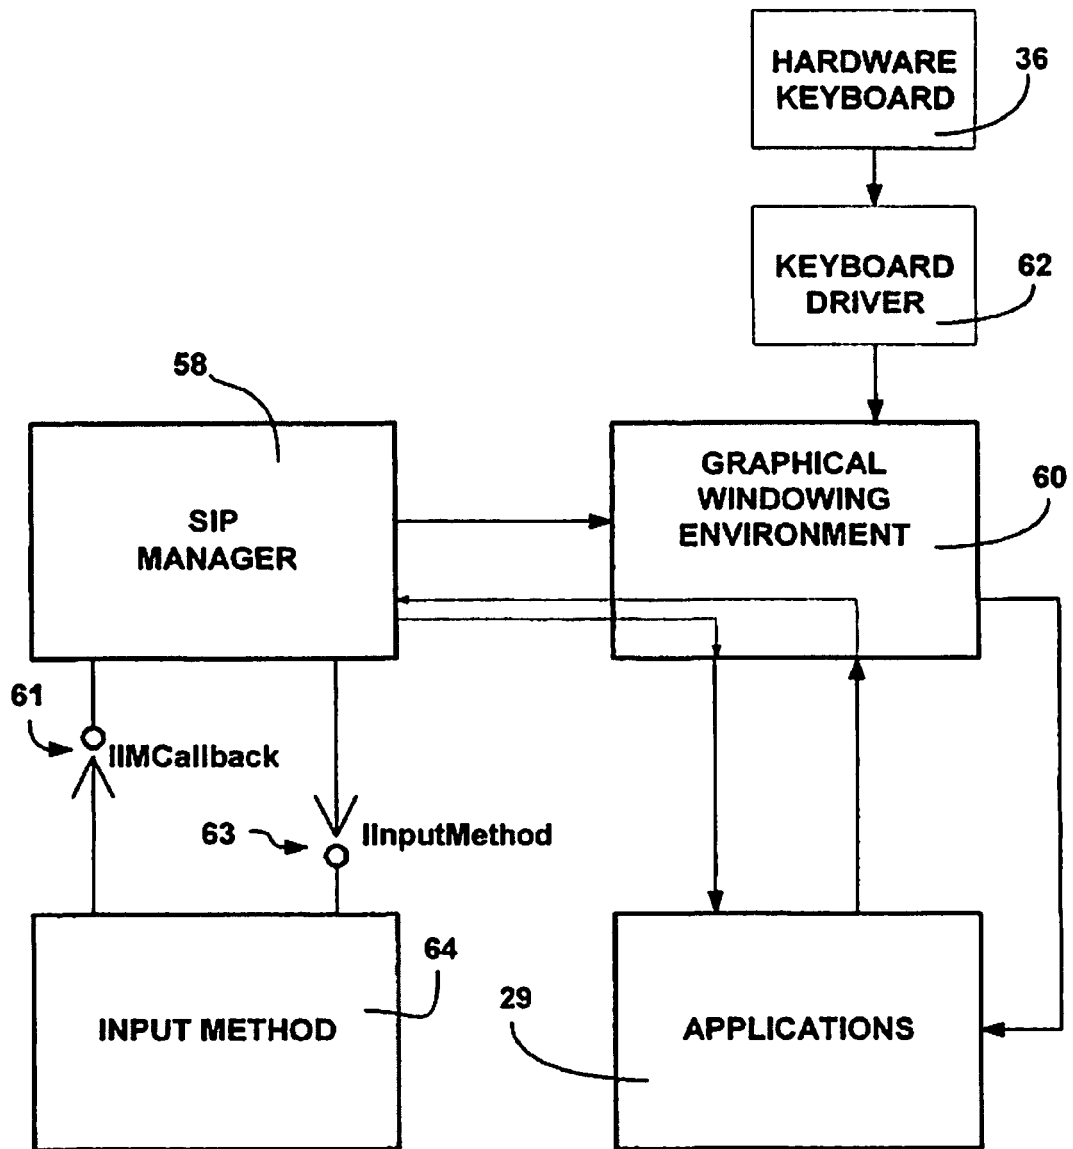 HARDWARE
KEYBOARD
36
KEYBOARD
DRIVER
62
58
SIP
MANAGER
GRAPHICAL
WINDOWING
ENVIRONMENT
60
61
IIMCallback
63
IInputMethod
64
INPUT METHOD
29
APPLICATIONS